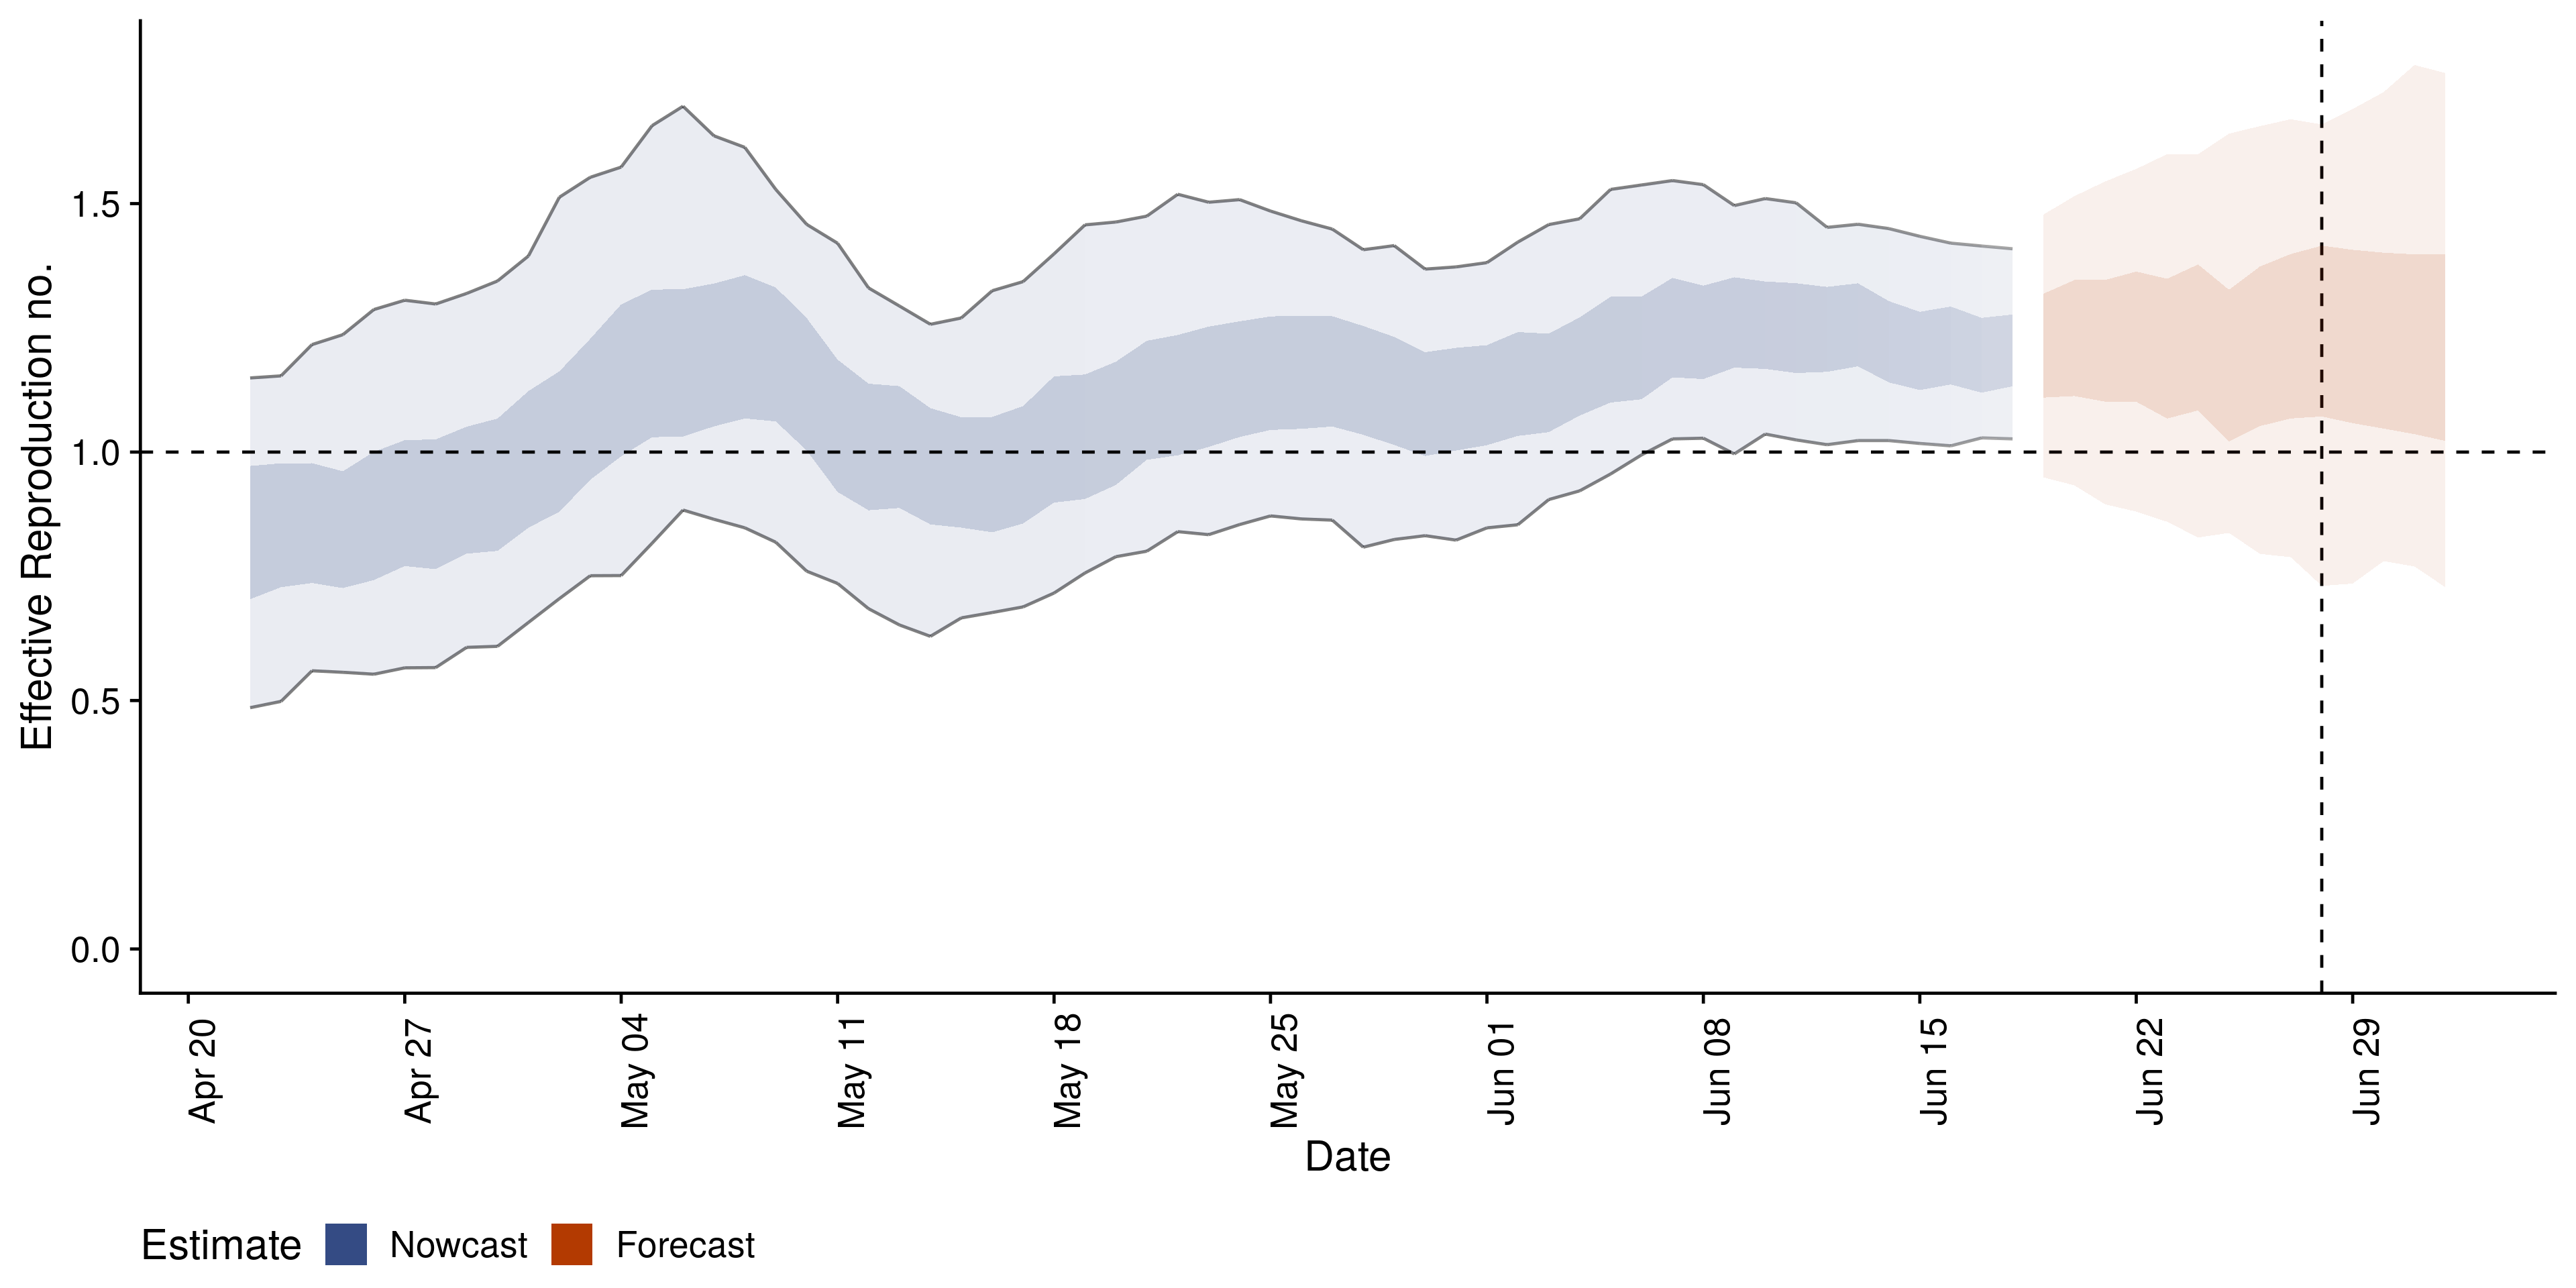 Effective Reproduction no.
1.5
1.0
0.5
0.0
Apr 20
Apr 27
May 04
May 11
May 18
May 25
Jun 01
Jun 08
Jun 15
Jun 22
Jun 29
Date
Estimate Nowcast Forecast